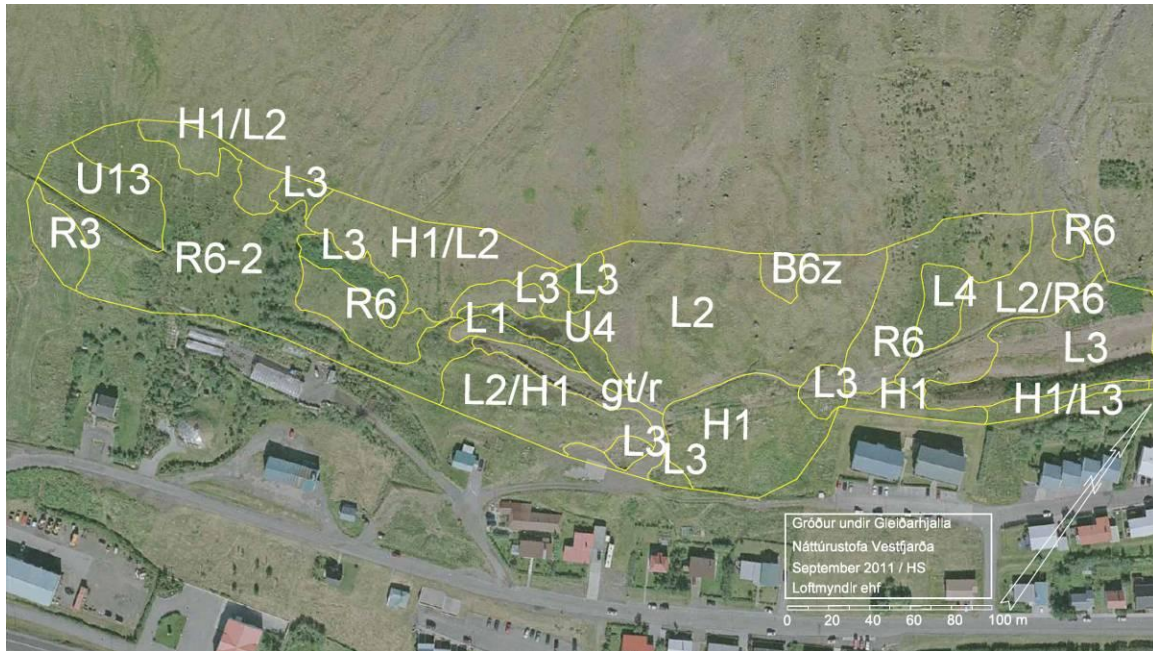 H1/L2
U13
L3
R3
R6-2
L3
H1/L2
R6
L3
L3
L1
U4
L2
B6z
R6
L4
L2/R6
R6
L3
L2/H1
gt/r
L3
H1
H1/L3
H1
L3
L3
Gróður undir Gleiðarhjalla
Náttúrustofa Vestfjarða
September 2011 / HS
Loftmyndir ehf
0 20 40 60 80 100 m